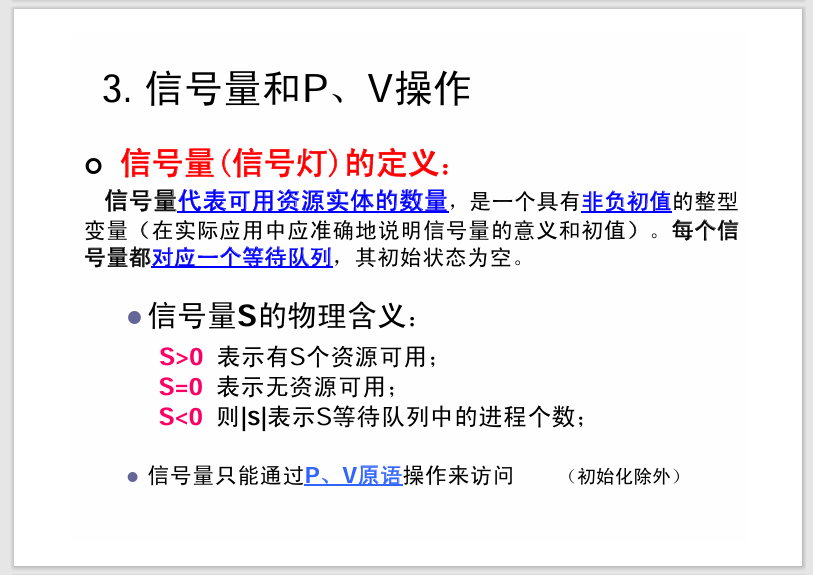 3. 信号量和P、V操作
信号量(信号灯)的定义：
信号量代表可用资源实体的数量，是一个具有非负初值的整型
变量（在实际应用中应准确地说明信号量的意义和初值）。每个信
号量都对应一个等待队列，其初始状态为空。
信号量S的物理含义：
S>0 表示有S个资源可用；
S=0 表示无资源可用；
S<0 则|s|表示S等待队列中的进程个数；
信号量只能通过P、V原语操作来访问 （初始化除外）